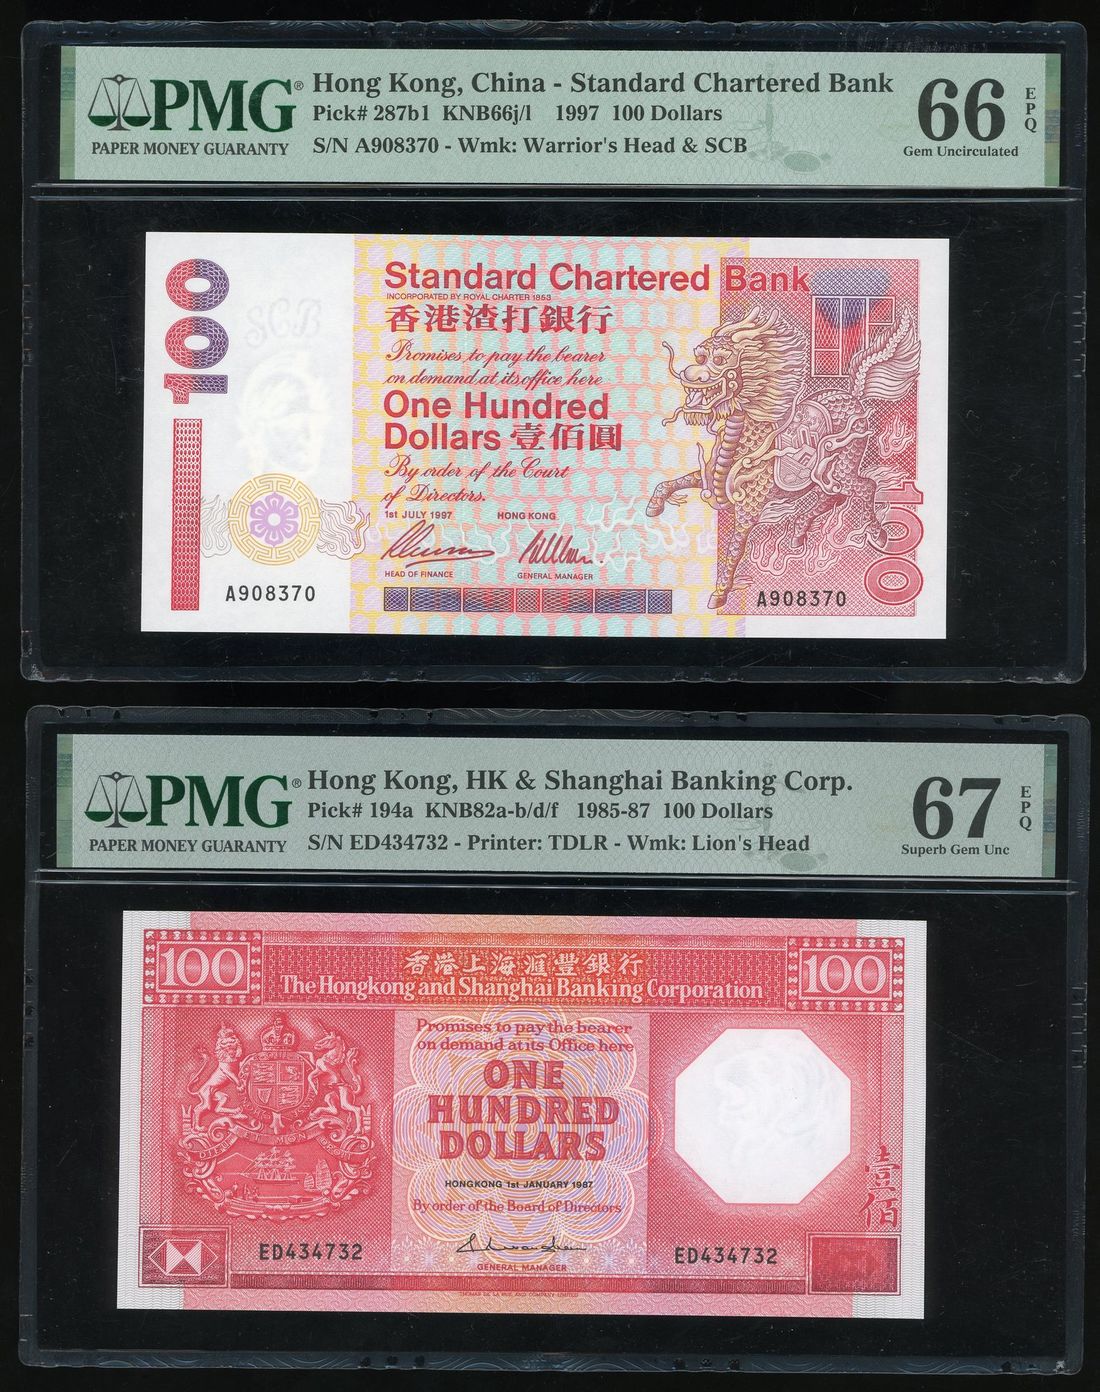 PMG®
PAPER MONEY GUARANTY
Hong Kong, China - Standard Chartered Bank
Pick# 287b1 KNB66j/l 1997 100 Dollars
S/N A908370 - Wmk: Warrior's Head & SCB
66 EPQ
Gem Uncirculated
100
SCB
Standard Chartered Bank
INCORPORATED BY ROYAL CHARTER 1853
香港渣打銀行
Promises to pay the bearer
on demand at its office here
One Hundred
Dollars 壹佰圓
By order of the Court
of Directors.
1st JULY 1997 HONG KONG
HEAD OF FINANCE GENERAL MANAGER
A908370
A908370
100
PMG®
PAPER MONEY GUARANTY
Hong Kong, HK & Shanghai Banking Corp.
Pick# 194a KNB82a-b/d/f 1985-87 100 Dollars
S/N ED434732 - Printer: TDLR - Wmk: Lion's Head
67 EPQ
Superb Gem Unc
100
香港上海滙豐銀行
The Hongkong and Shanghai Banking Corporation
100
Promises to pay the bearer
on demand at its Office here
ONE
HUNDRED
DOLLARS
HONGKONG 1st JANUARY 1987
By order of the Board of Directors
GENERAL MANAGER
壹佰
ED434732
ED434732
THOMAS DE LA RUE AND COMPANY LIMITED